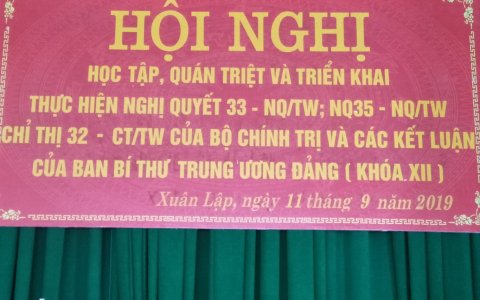 HỘI NGHỊ
HỌC TẬP, QUÁN TRIỆT VÀ TRIỂN KHAI
THỰC HIỆN NGHỊ QUYẾT 33 - NQ/TW; NQ35 - NQ/TW
CHỈ THỊ 32 - CT/TW CỦA BỘ CHÍNH TRỊ VÀ CÁC KẾT LUẬN
CỦA BAN BÍ THƯ TRUNG ƯƠNG ĐẢNG ( KHÓA.XII )
Xuân Lập, ngày 11 tháng 9 năm 2019